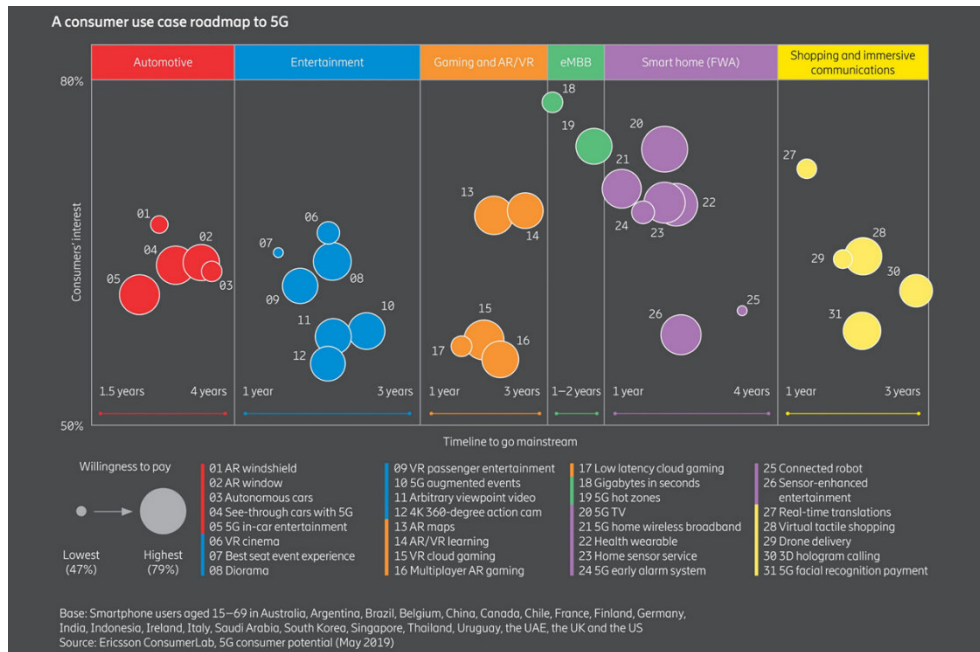 A consumer use case roadmap to 5G
Automotive
Entertainment
Gaming and AR/VR
eMBB
Smart home (FWA)
Shopping and immersive
communications
80%
Consumers' interest
50%
01
02
03
04
05
06
07
08
09
10
11
12
13
14
15
16
17
18
19
20
21
22
23
24
25
26
27
28
29
30
31
1.5 years 4 years
1 year 3 years
1 year 3 years
1–2 years
1 year 4 years
1 year 3 years
Timeline to go mainstream
Willingness to pay
Lowest
(47%)
Highest
(79%)
01 AR windshield
02 AR window
03 Autonomous cars
04 See-through cars with 5G
05 5G in-car entertainment
06 VR cinema
07 Best seat event experience
08 Diorama
09 VR passenger entertainment
10 5G augmented events
11 Arbitrary viewpoint video
12 4K 360-degree action cam
13 AR maps
14 AR/VR learning
15 VR cloud gaming
16 Multiplayer AR gaming
17 Low latency cloud gaming
18 Gigabytes in seconds
19 5G hot zones
20 5G TV
21 5G home wireless broadband
22 Health wearable
23 Home sensor service
24 5G early alarm system
25 Connected robot
26 Sensor-enhanced
entertainment
27 Real-time translations
28 Virtual tactile shopping
29 Drone delivery
30 3D hologram calling
31 5G facial recognition payment
Base: Smartphone users aged 15–69 in Australia, Argentina, Brazil, Belgium, China, Canada, Chile, France, Finland, Germany,
India, Indonesia, Ireland, Italy, Saudi Arabia, South Korea, Singapore, Thailand, Uruguay, the UAE, the UK and the US
Source: Ericsson ConsumerLab, 5G consumer potential (May 2019)